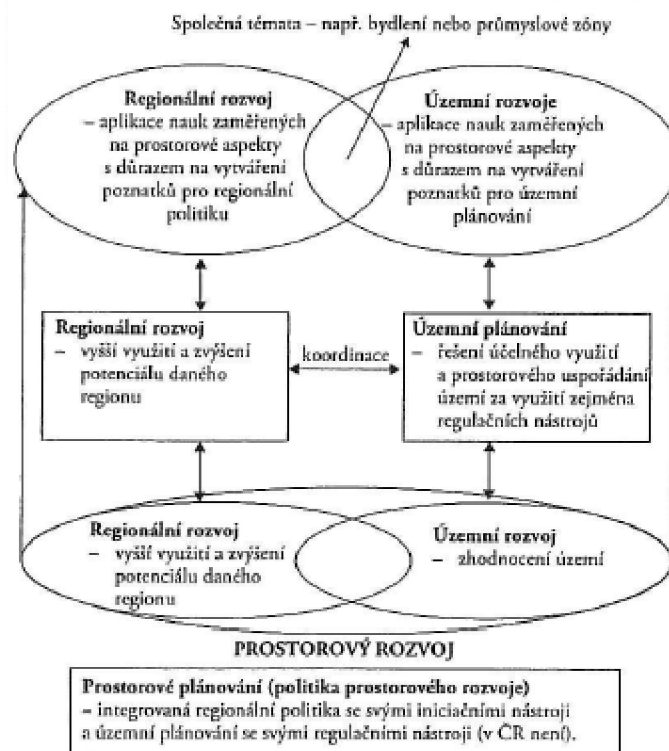 Společná témata – např. bydlení nebo průmyslové zóny
Regionální rozvoj
– aplikace nauk zaměřených
na prostorové aspekty
s důrazem na vytváření
poznatků pro regionální
politiku
Územní rozvoje
– aplikace nauk zaměřených
na prostorové aspekty
s důrazem na vytváření
poznatků pro územní
plánování
Regionální rozvoj
– vyšší využití a zvýšení
potenciálu daného
regionu
koordinace
Územní plánování
– řešení účelného využití
a prostorového uspořádání
území za využití zejména
regulačních nástrojů
Regionální rozvoj
– vyšší využití a zvýšení
potenciálu daného
regionu
Územní rozvoj
– zhodnocení území
PROSTOROVÝ ROZVOJ
Prostorové plánování (politika prostorového rozvoje)
– integrovaná regionální politika se svými iniciačními nástroji
a územní plánování se svými regulačními nástroji (v ČR není).